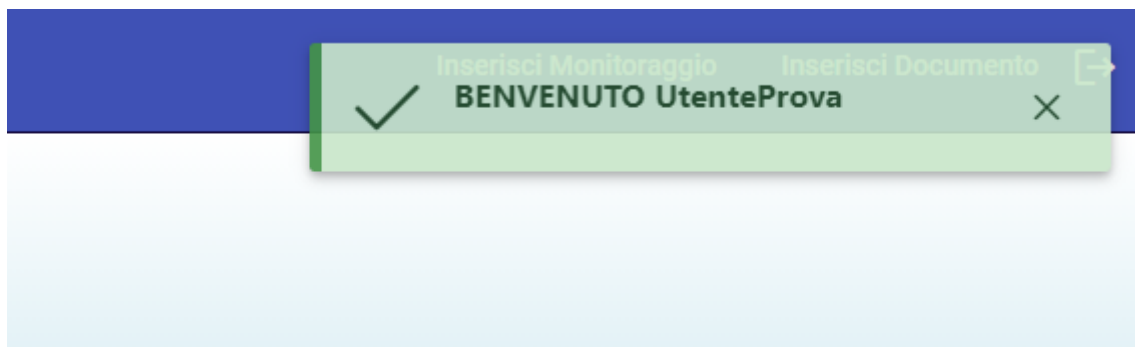 Inserisci Monitoraggio Inserisci Documento
BENVENUTO UtenteProva